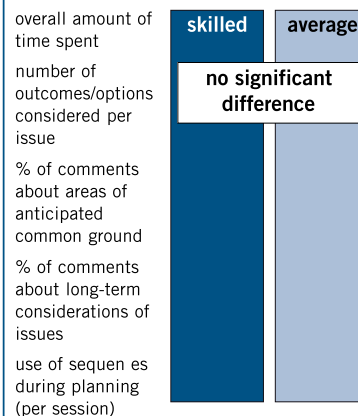 overall amount of
time spent
skilled
average
number of
outcomes/options
considered per
issue
no significant
difference
% of comments
about areas of
anticipated
common ground
% of comments
about long-term
considerations of
issues
use of sequen es
during planning
(per session)